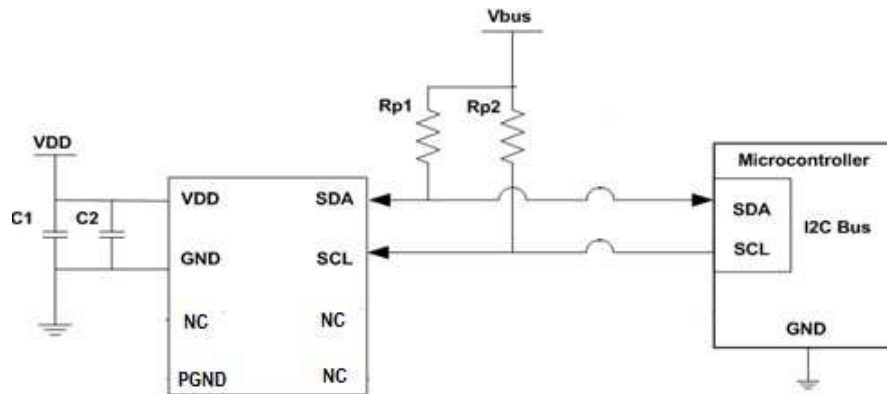 Vbus
Rp1
Rp2
VDD
C1
C2
VDD
SDA
GND
SCL
NC
NC
PGND
NC
Microcontroller
SDA
I2C Bus
SCL
GND